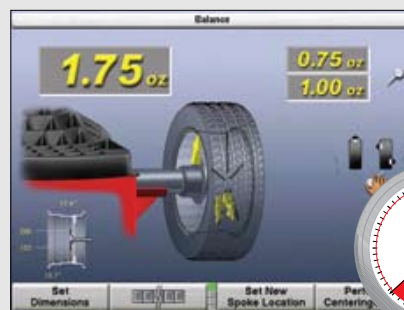 Balance
1.75 oz
0.75 oz
1.00 oz
Set
Dimensions
Set New
Spoke Location
Centering